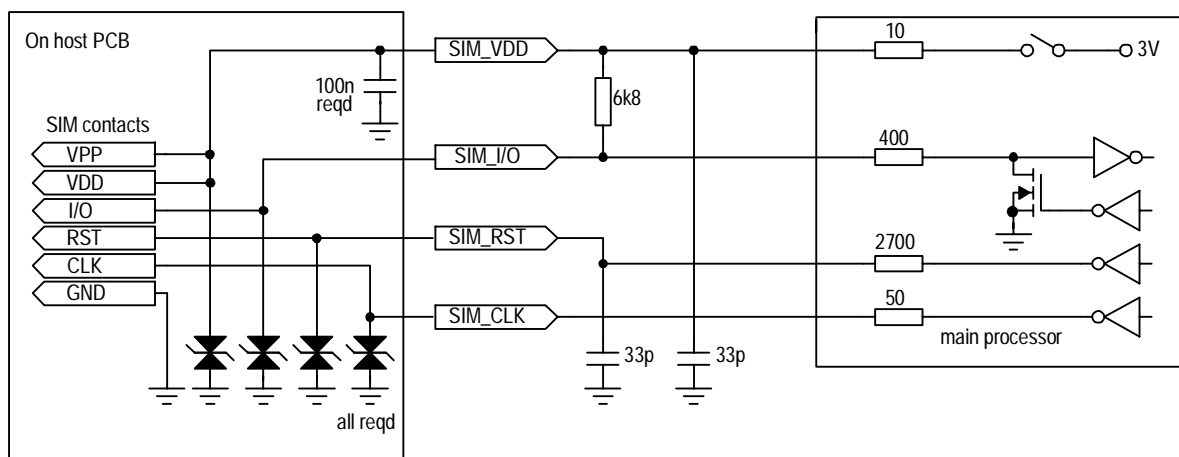 On host PCB
SIM contacts
VPP
VDD
I/O
RST
CLK
GND
100n
reqd
all reqd
SIM_VDD
SIM_I/O
SIM_RST
SIM_CLK
6k8
33p
33p
10
3V
400
2700
50
main processor